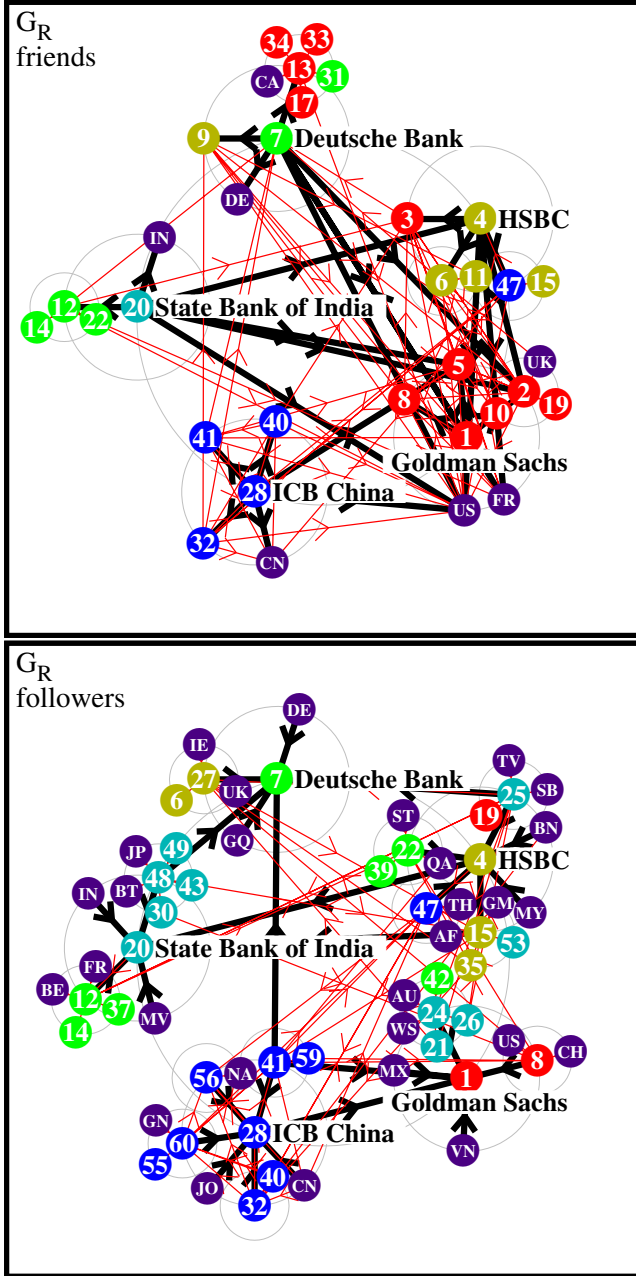 G_R
friends
34
33
13
CA
31
17
9
7 Deutsche Bank
DE
3
4 HSBC
IN
6
11
47
15
12
20 State Bank of India
14
22
5
UK
2
8
10
19
40
41
1
Goldman Sachs
28 ICB China
US
FR
32
CN
G_R
followers
DE
IE
TV
27
7 Deutsche Bank
UK
25
SB
6
ST
19
BN
GQ
49
22
JP
QA
4 HSBC
39
48
43
IN
BT
TH
GM
47
MY
30
AF
15
53
20 State Bank of India
FR
35
BE
42
12
AU
37
MV
24
26
14
WS
21
US
59
8
CH
41
56
NA
MX
1
Goldman Sachs
GN
28 ICB China
60
VN
55
40
JO
CN
32